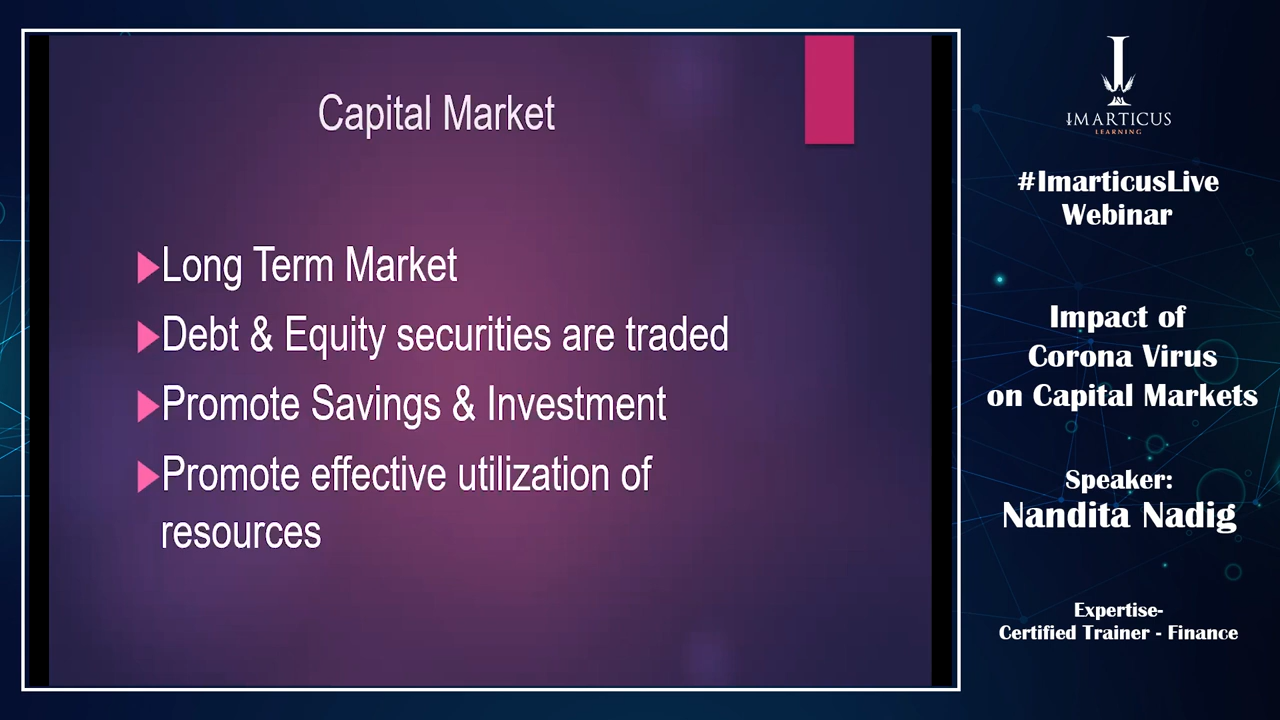 Capital Market
Long Term Market
Debt & Equity securities are traded
Promote Savings & Investment
Promote effective utilization of
resources
IMARTICUS
LEARNING
#ImarticusLive
Webinar
Impact of
Corona Virus
on Capital Markets
Speaker:
Nandita Nadig
Expertise-
Certified Trainer - Finance